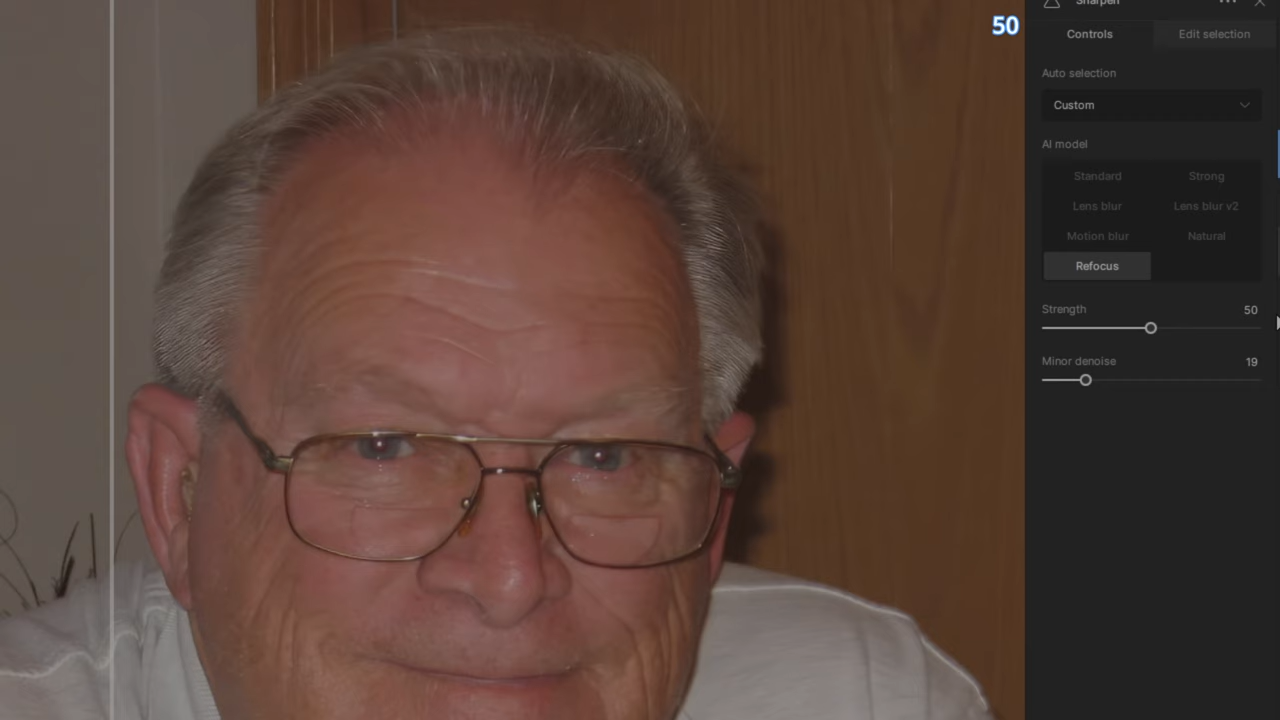 50
Sharpen
Controls
Edit selection
Auto selection
Custom
AI model
Standard
Strong
Lens blur
Lens blur v2
Motion blur
Natural
Refocus
Strength
50
Minor denoise
19